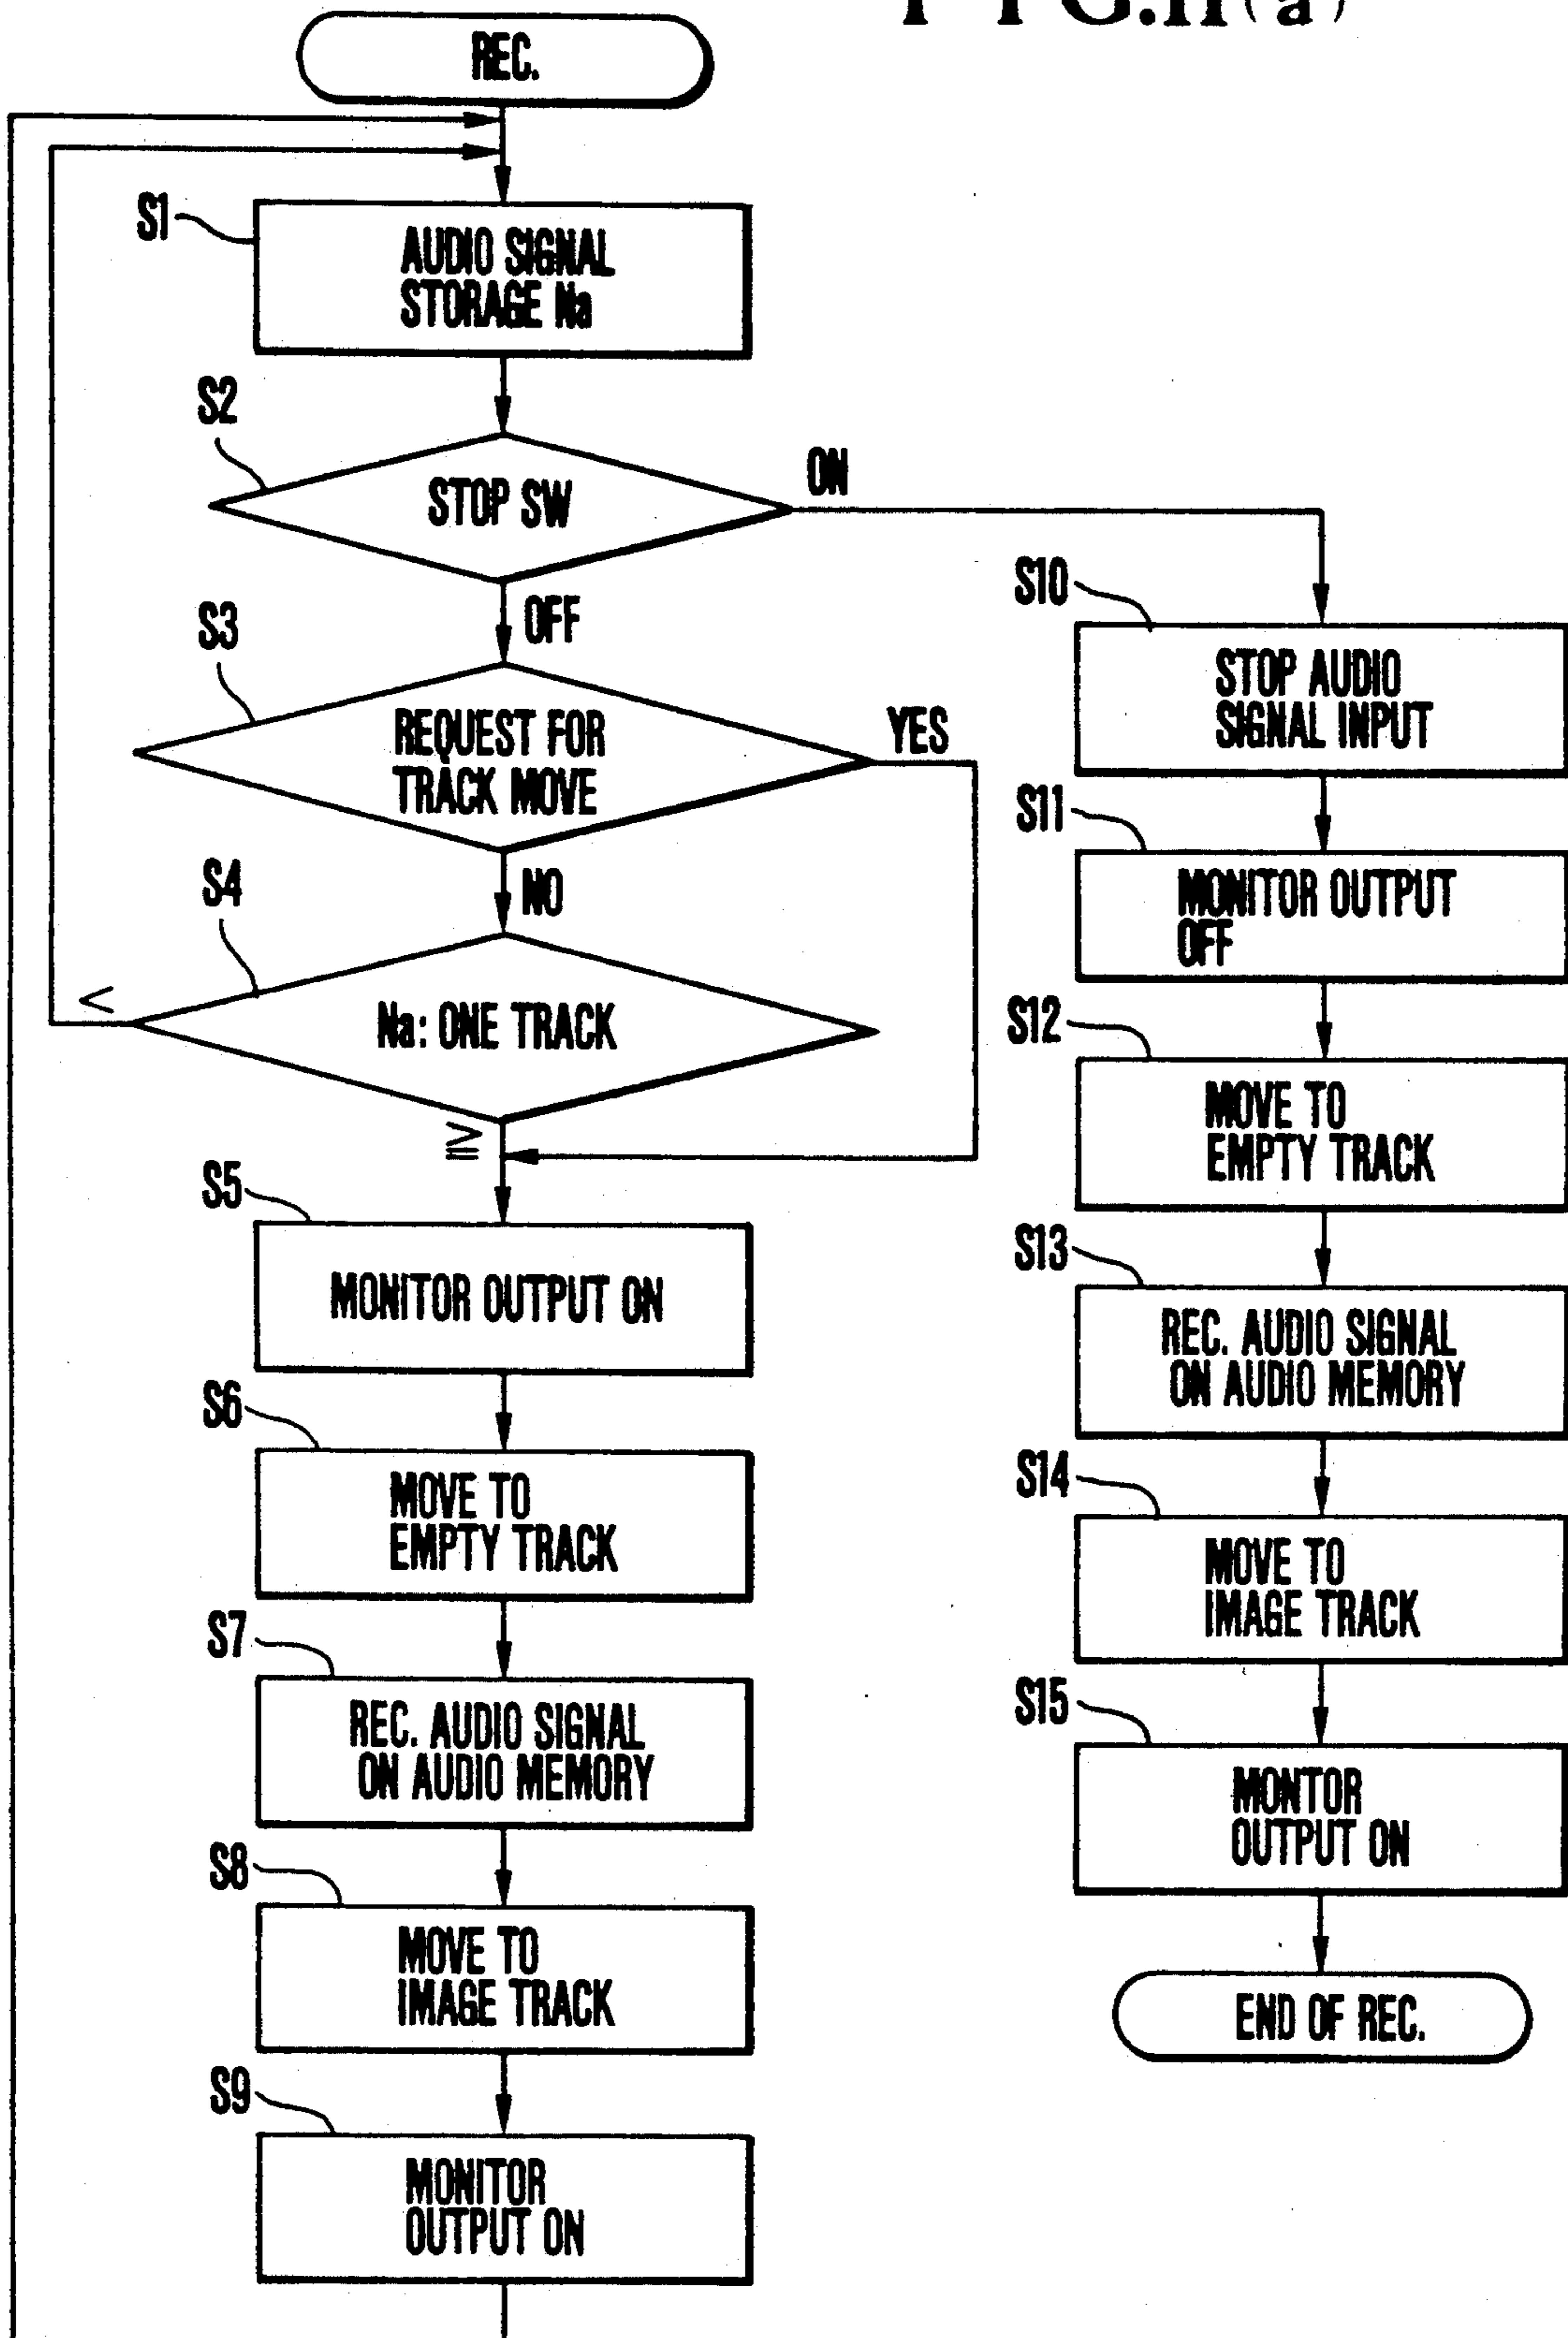 FIG.11(a)
REC.
S1
AUDIO SIGNAL
STORAGE Na
S2
STOP SW
ON
OFF
S3
REQUEST FOR
TRACK MOVE
YES
NO
S4
Na: ONE TRACK
<
≧
S5
MONITOR OUTPUT ON
S6
MOVE TO
EMPTY TRACK
S7
REC. AUDIO SIGNAL
ON AUDIO MEMORY
S8
MOVE TO
IMAGE TRACK
S9
MONITOR
OUTPUT ON
S10
STOP AUDIO
SIGNAL INPUT
S11
MONITOR OUTPUT
OFF
S12
MOVE TO
EMPTY TRACK
S13
REC. AUDIO SIGNAL
ON AUDIO MEMORY
S14
MOVE TO
IMAGE TRACK
S15
MONTOR
OUTPUT ON
END OF REC.